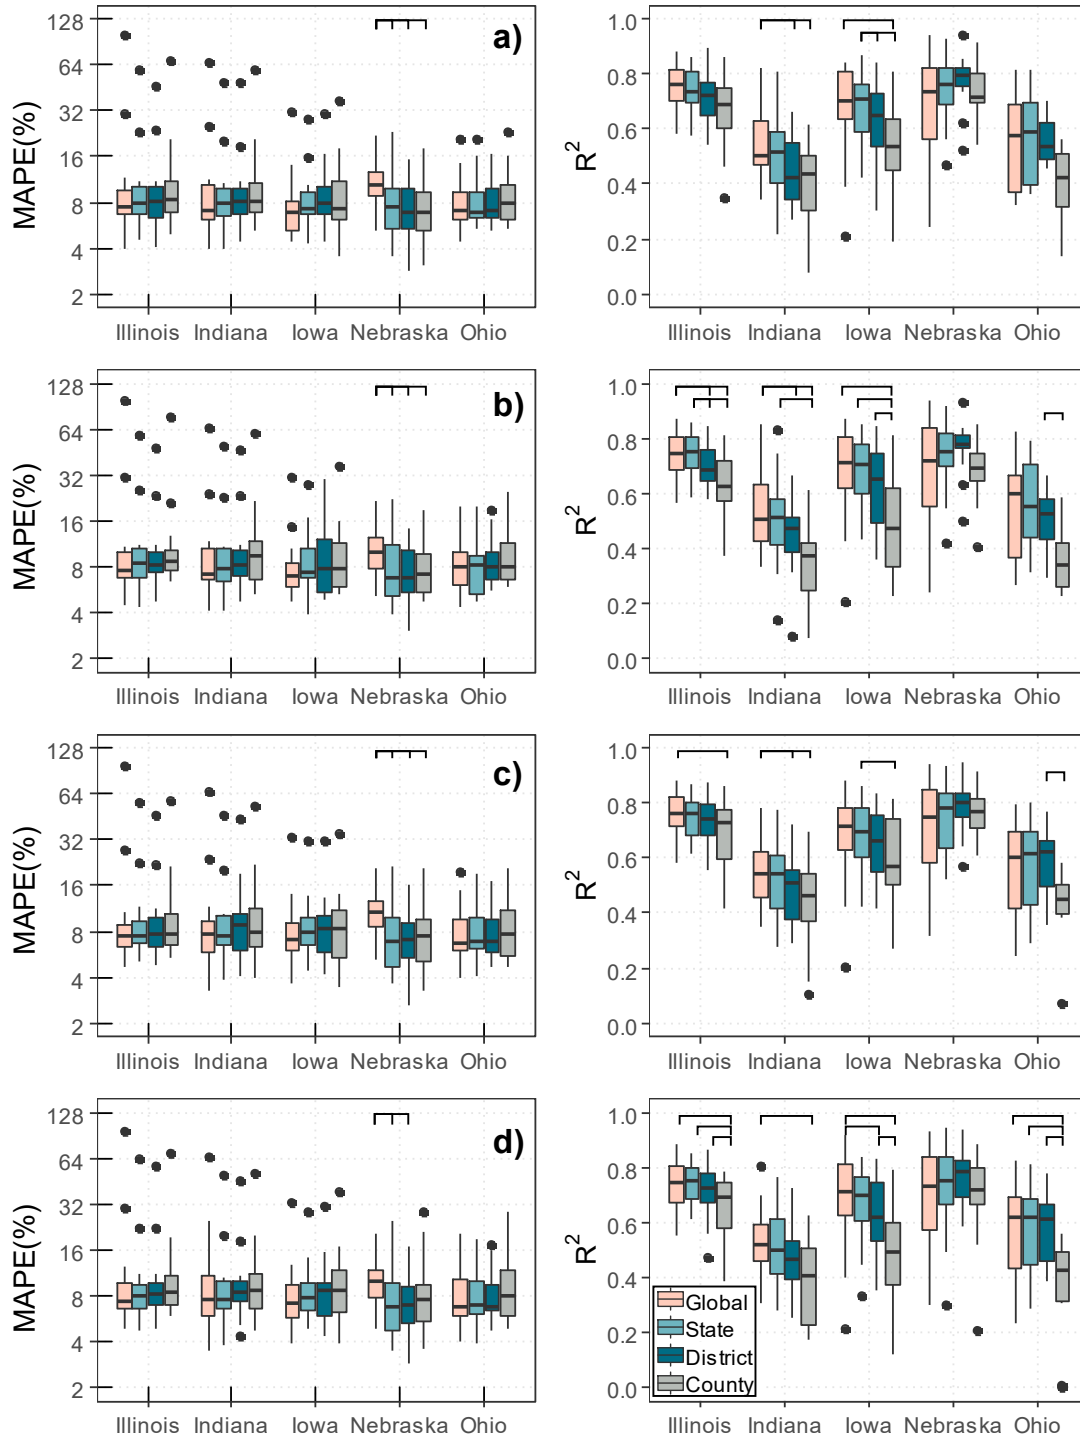 a)
MAPE(%)
128
64
32
16
8
4
2
Illinois Indiana Iowa Nebraska Ohio
R²
1.0
0.8
0.6
0.4
0.2
0.0
Illinois Indiana Iowa Nebraska Ohio
b)
MAPE(%)
128
64
32
16
8
4
2
Illinois Indiana Iowa Nebraska Ohio
R²
1.0
0.8
0.6
0.4
0.2
0.0
Illinois Indiana Iowa Nebraska Ohio
c)
MAPE(%)
128
64
32
16
8
4
2
Illinois Indiana Iowa Nebraska Ohio
R²
1.0
0.8
0.6
0.4
0.2
0.0
Illinois Indiana Iowa Nebraska Ohio
d)
MAPE(%)
128
64
32
16
8
4
2
Illinois Indiana Iowa Nebraska Ohio
R²
1.0
0.8
0.6
0.4
0.2
0.0
Global
State
District
County
Illinois Indiana Iowa Nebraska Ohio